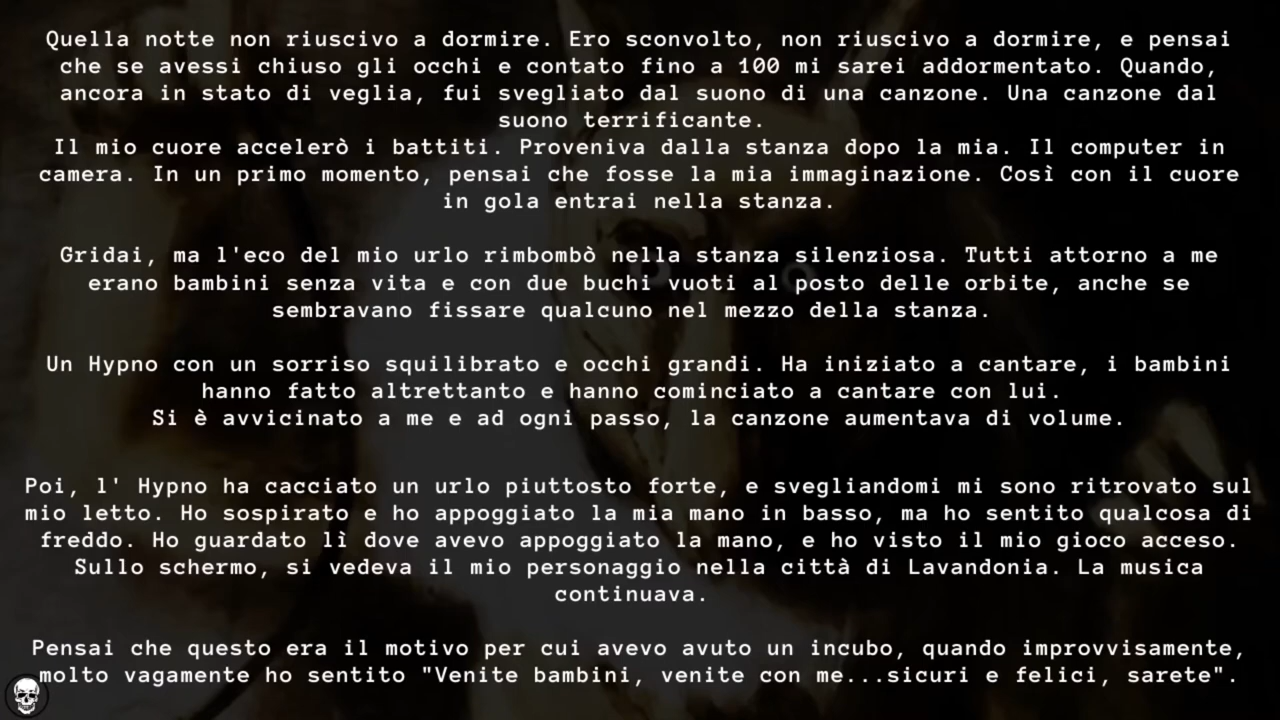 Quella notte non riuscivo a dormire. Ero sconvolto, non riuscivo a dormire, e pensai
che se avessi chiuso gli occhi e contato fino a 100 mi sarei addormentato. Quando,
ancora in stato di veglia, fui svegliato dal suono di una canzone. Una canzone dal
suono terrificante.
Il mio cuore accelerò i battiti. Proveniva dalla stanza dopo la mia. Il computer in
camera. In un primo momento, pensai che fosse la mia immaginazione. Così con il cuore
in gola entrai nella stanza.
Gridai, ma l'eco del mio urlo rimbombò nella stanza silenziosa. Tutti attorno a me
erano bambini senza vita e con due buchi vuoti al posto delle orbite, anche se
sembravano fissare qualcuno nel mezzo della stanza.
Un Hypno con un sorriso squilibrato e occhi grandi. Ha iniziato a cantare, i bambini
hanno fatto altrettanto e hanno cominciato a cantare con lui.
Si è avvicinato a me e ad ogni passo, la canzone aumentava di volume.
Poi, l' Hypno ha cacciato un urlo piuttosto forte, e svegliandomi mi sono ritrovato sul
mio letto. Ho sospirato e ho appoggiato la mia mano in basso, ma ho sentito qualcosa di
freddo. Ho guardato lì dove avevo appoggiato la mano, e ho visto il mio gioco acceso.
Sullo schermo, si vedeva il mio personaggio nella città di Lavandonia. La musica
continuava.
Pensai che questo era il motivo per cui avevo avuto un incubo, quando improvvisamente,
molto vagamente ho sentito "Venite bambini, venite con me...sicuri e felici, sarete".